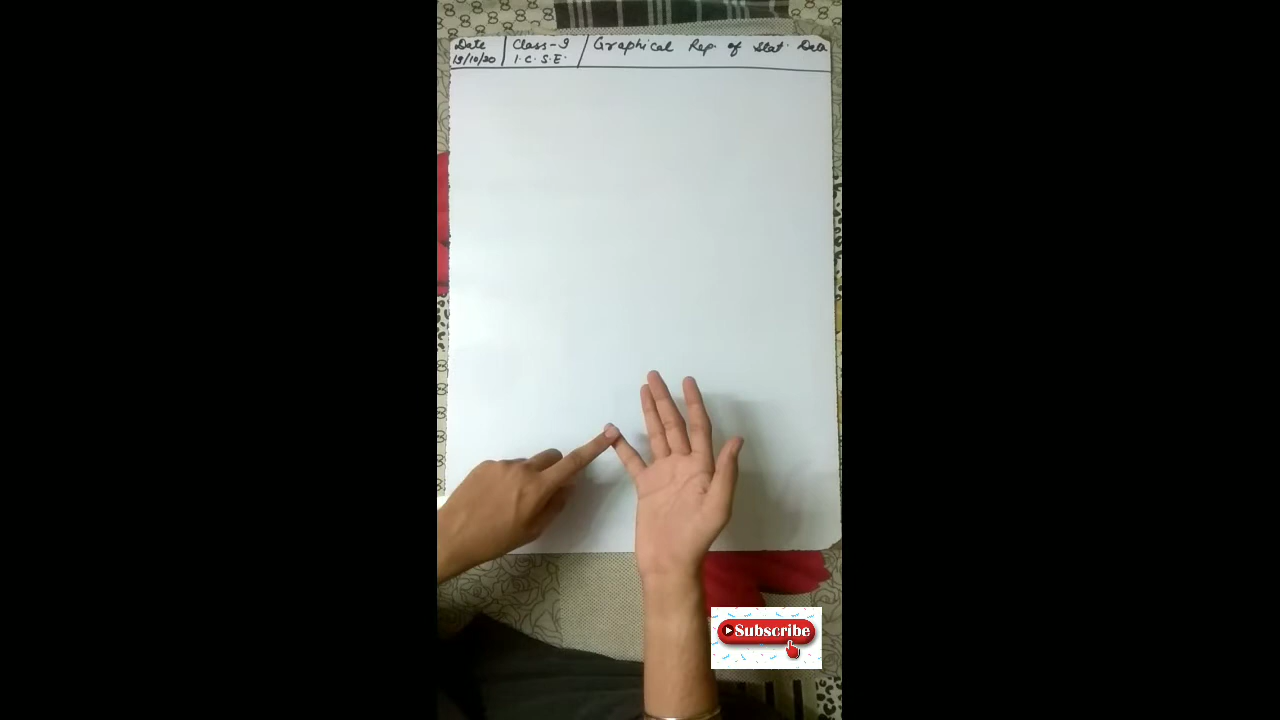 Date
19/10/20
Class-9
I.C.S.E.
Graphical Rep. of Stat. Data
Subscribe